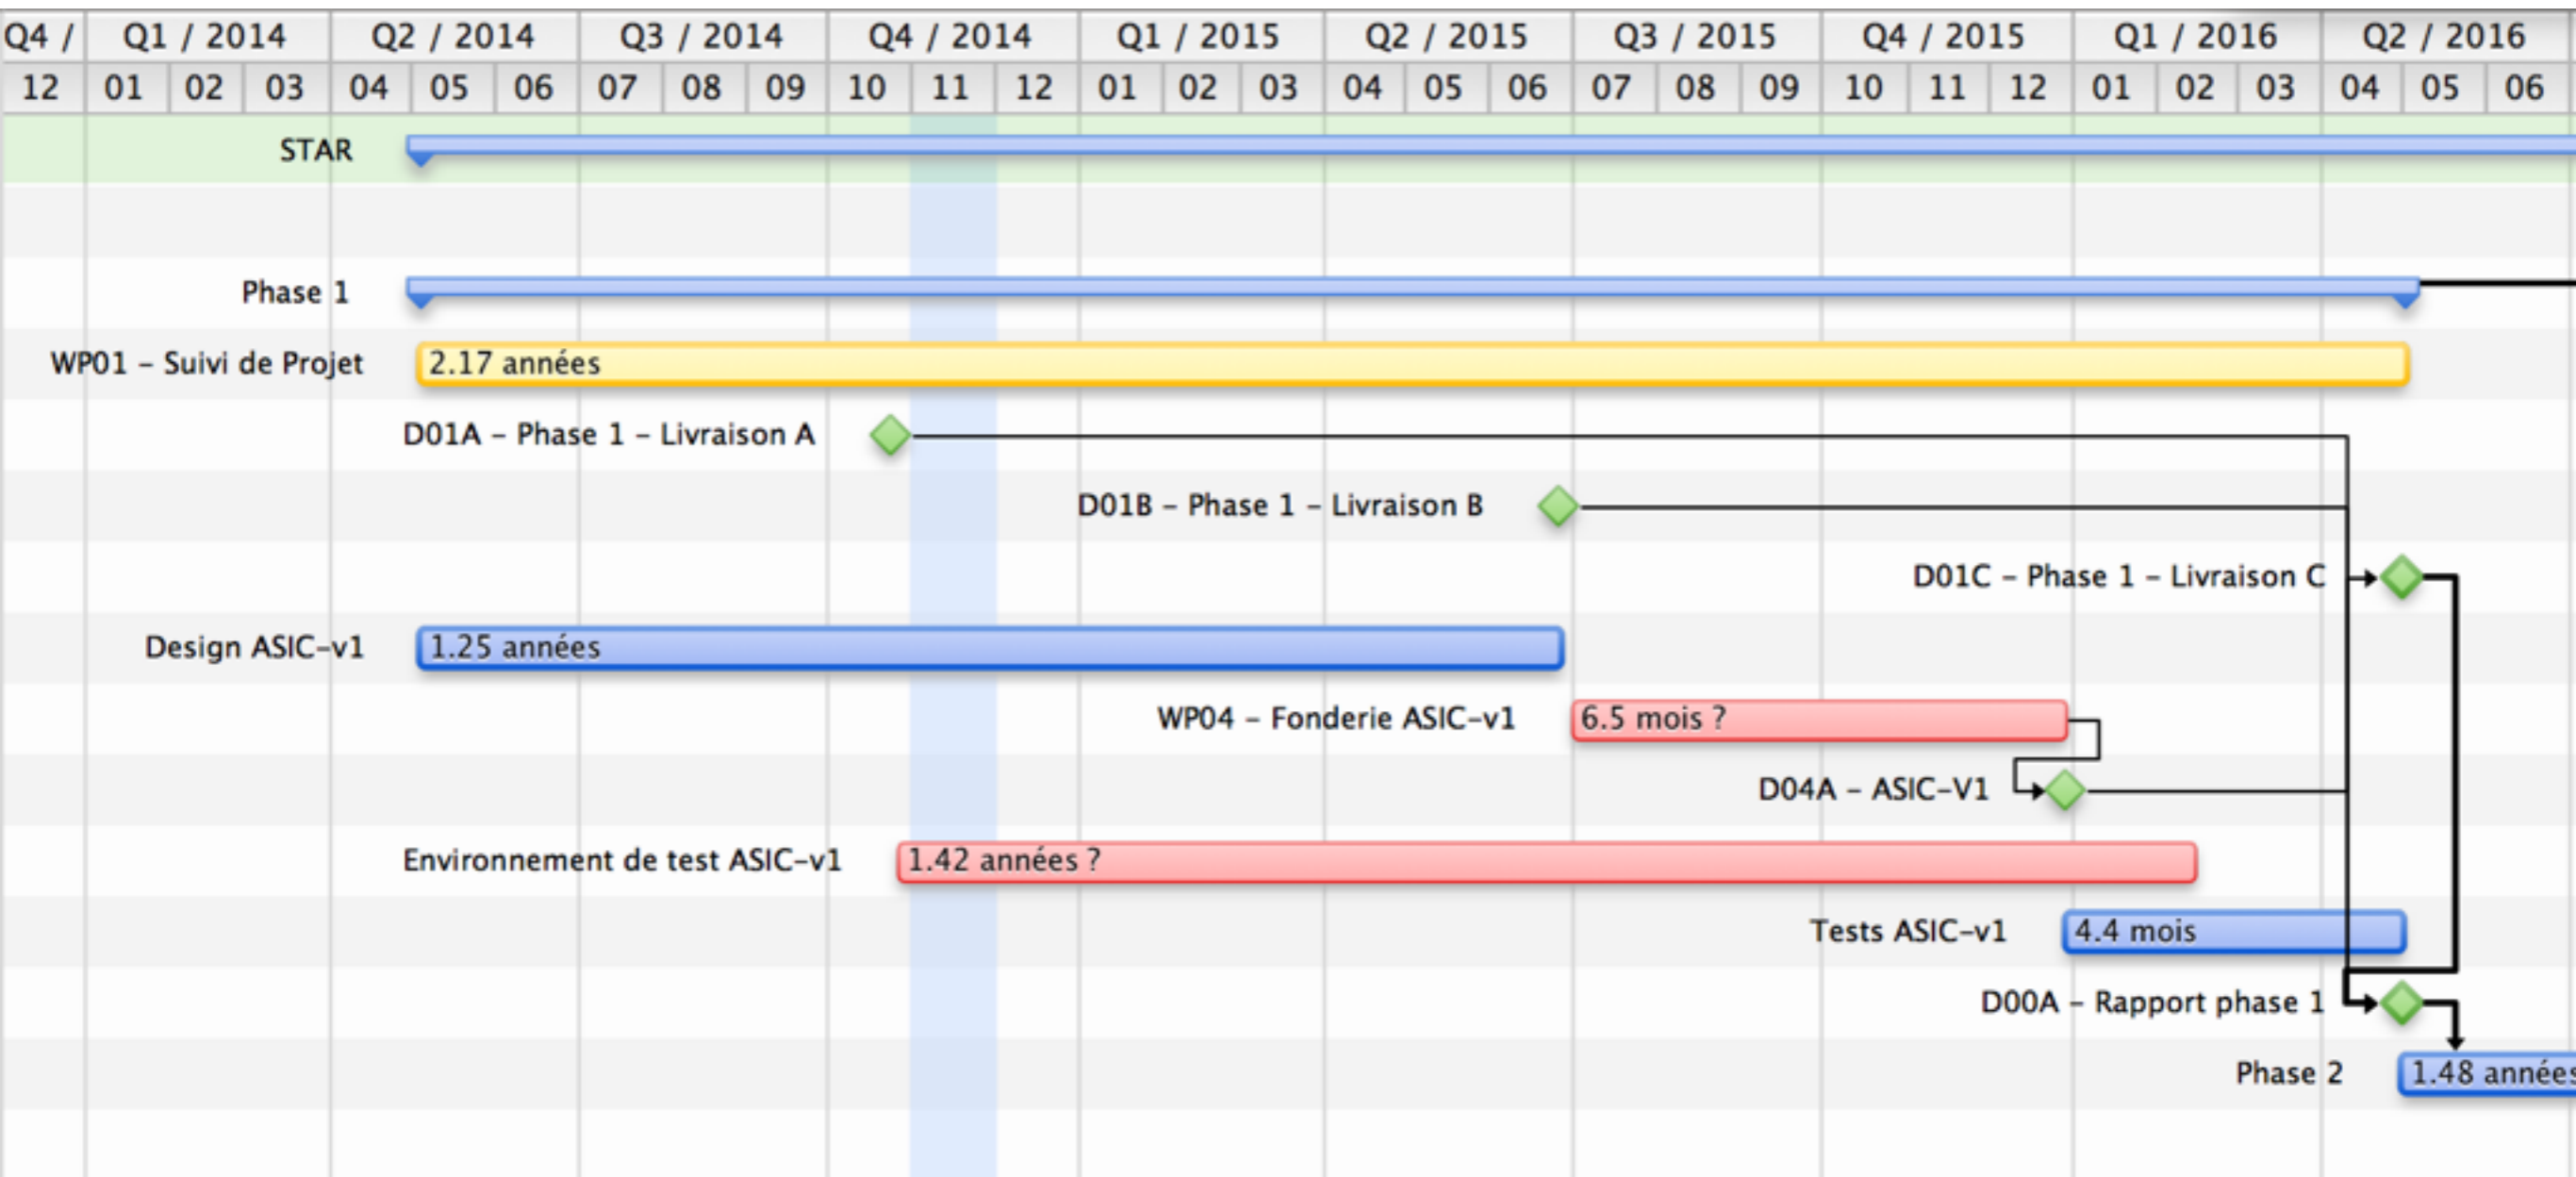 Q4 / Q1 / 2014 Q2 / 2014 Q3 / 2014 Q4 / 2014 Q1 / 2015 Q2 / 2015 Q3 / 2015 Q4 / 2015 Q1 / 2016 Q2 / 2016
12 01 02 03 04 05 06 07 08 09 10 11 12 01 02 03 04 05 06 07 08 09 10 11 12 01 02 03 04 05 06
STAR
Phase 1
WP01 – Suivi de Projet 2.17 années
D01A – Phase 1 – Livraison A
D01B – Phase 1 – Livraison B
D01C – Phase 1 – Livraison C
Design ASIC–v1 1.25 années
WP04 – Fonderie ASIC–v1 6.5 mois ?
D04A – ASIC–V1
Environnement de test ASIC–v1 1.42 années ?
Tests ASIC–v1 4.4 mois
D00A – Rapport phase 1
Phase 2 1.48 années